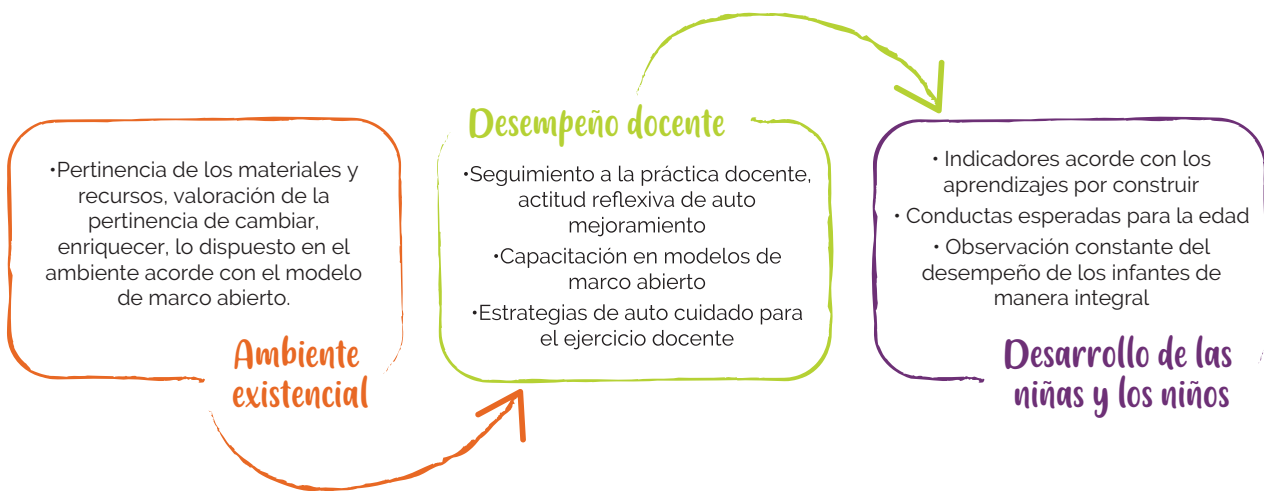 •Pertinencia de los materiales y
recursos, valoración de la
pertinencia de cambiar,
enriquecer, lo dispuesto en el
ambiente acorde con el modelo
de marco abierto.
Ambiente
existencial
Desempeño docente
•Seguimiento a la práctica docente,
actitud reflexiva de auto
mejoramiento
•Capacitación en modelos de
marco abierto
•Estrategias de auto cuidado para
el ejercicio docente
• Indicadores acorde con los
aprendizajes por construir
• Conductas esperadas para la edad
• Observación constante del
desempeño de los infantes de
manera integral
Desarrollo de las
niñas y los niños